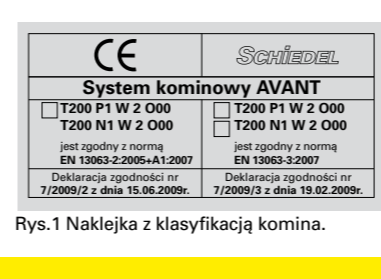 CE SCHIEDEL
System kominowy AVANT
T200 P1 W 2 O00 T200 P1 W 2 O00
T200 N1 W 2 O00 T200 N1 W 2 O00
jest zgodny z normą jest zgodny z normą
EN 13063-2:2005+A1:2007 EN 13063-3:2007
Deklaracja zgodności nr Deklaracja zgodności nr
7/2009/2 z dnia 15.06.2009r. 7/2009/3 z dnia 19.02.2009r.
Rys.1 Naklejka z klasyfikacją komina.